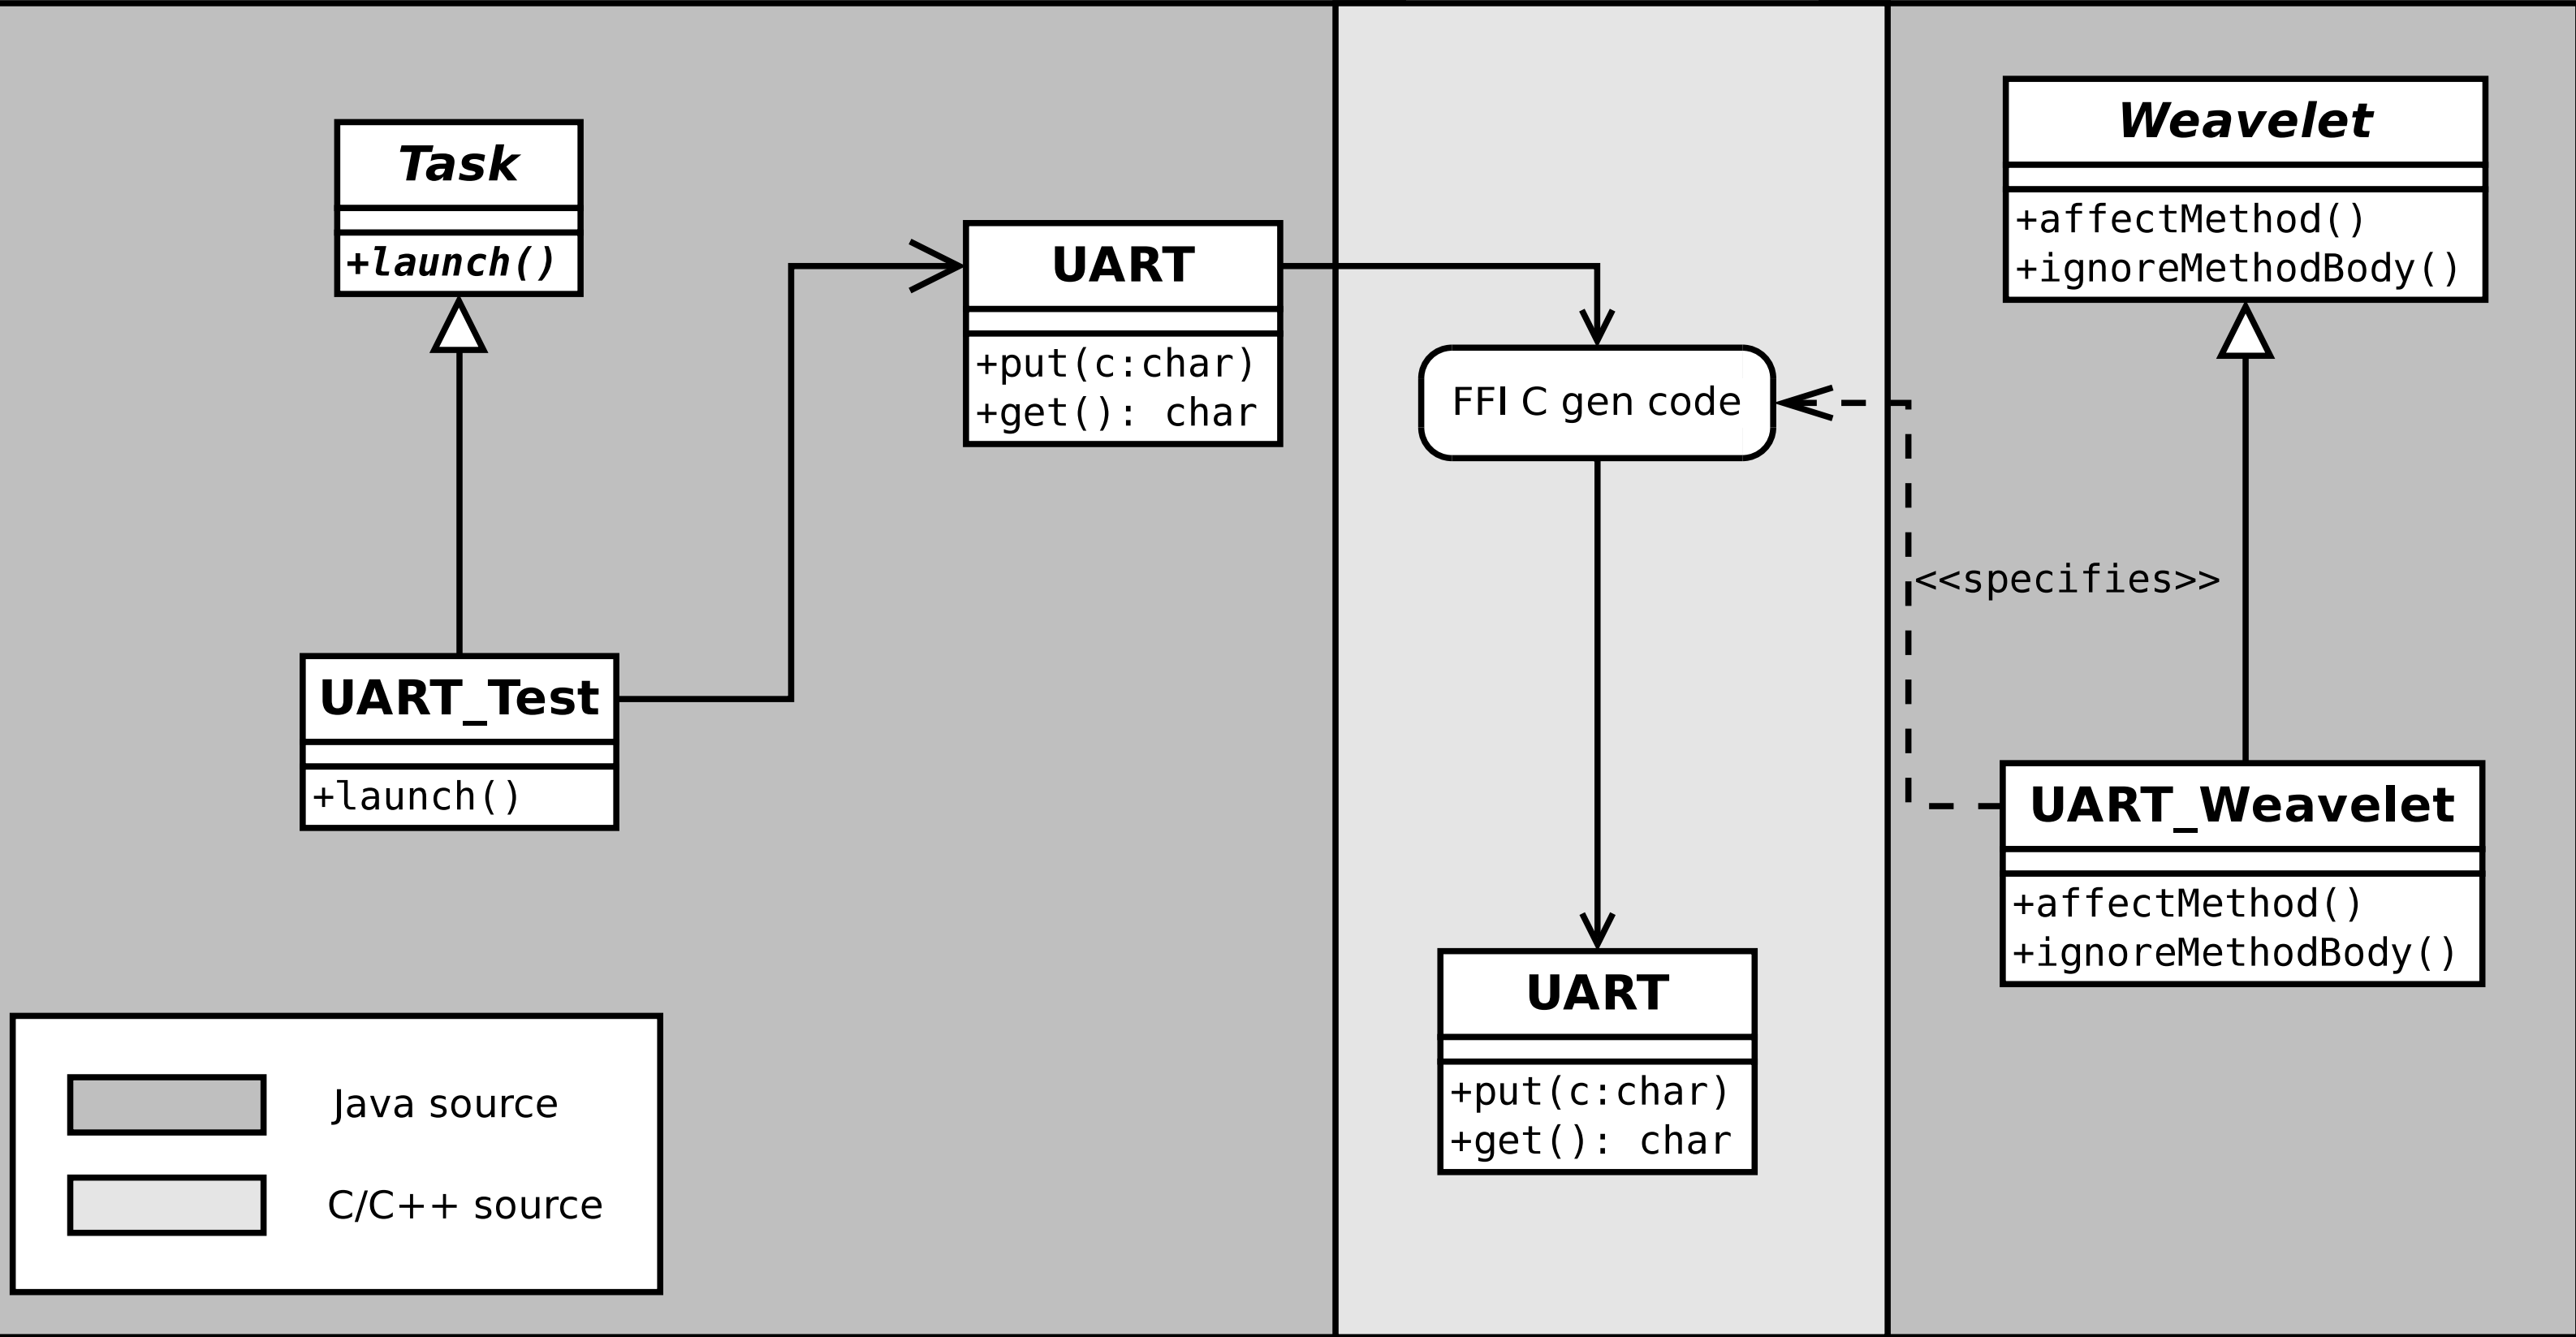 Task
+launch()
UART_Test
+launch()
UART
+put(c:char)
+get(): char
FFI C gen code
UART
+put(c:char)
+get(): char
Weavelet
+affectMethod()
+ignoreMethodBody()
<<specifies>>
UART_Weavelet
+affectMethod()
+ignoreMethodBody()
Java source
C/C++ source